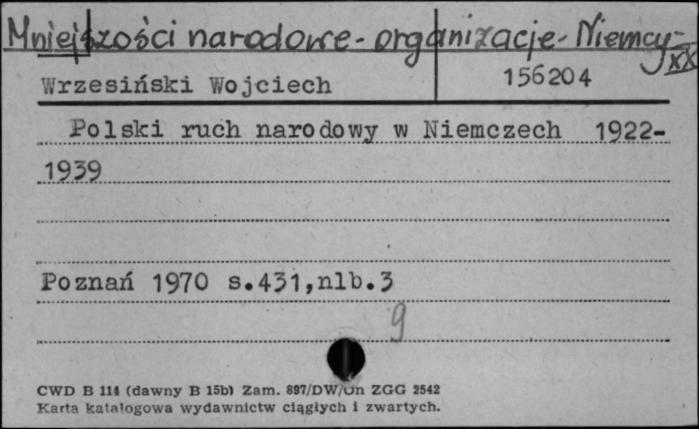 Mniejszości narodowe - organizacje - Niemcy - XX
Wrzesiński Wojciech 156204
Polski ruch narodowy w Niemczech 1922-
1939
Poznań 1970 s.431,nlb.3
9
CWD B 114 (dawny B 15b) Zam. 897/DW/Un ZGG 2542
Karta katalogowa wydawnictw ciągłych i zwartych.